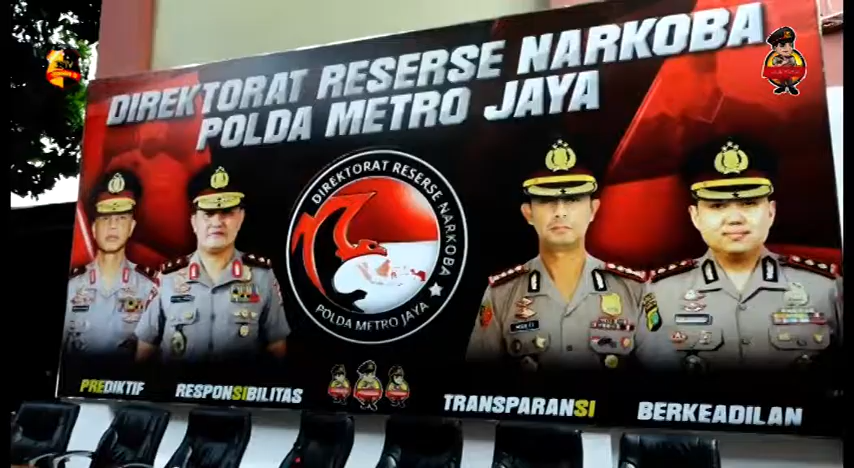 DIREKTORAT RESERSE NARKOBA
POLDA METRO JAYA
DIREKTORAT RESERSE NARKOBA
POLDA METRO JAYA
PREDIKTIF
RESPONSIBILITAS
TRANSPARANSI
BERKEADILAN